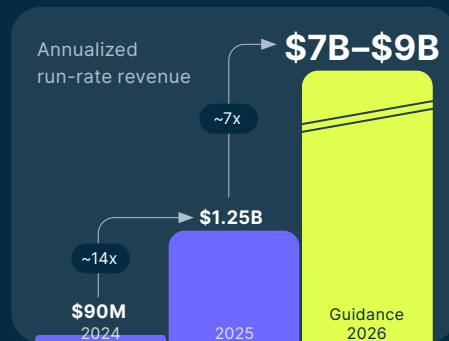 Annualized
run-rate revenue
$7B–$9B
~7x
$1.25B
~14x
$90M
2024
2025
Guidance
2026